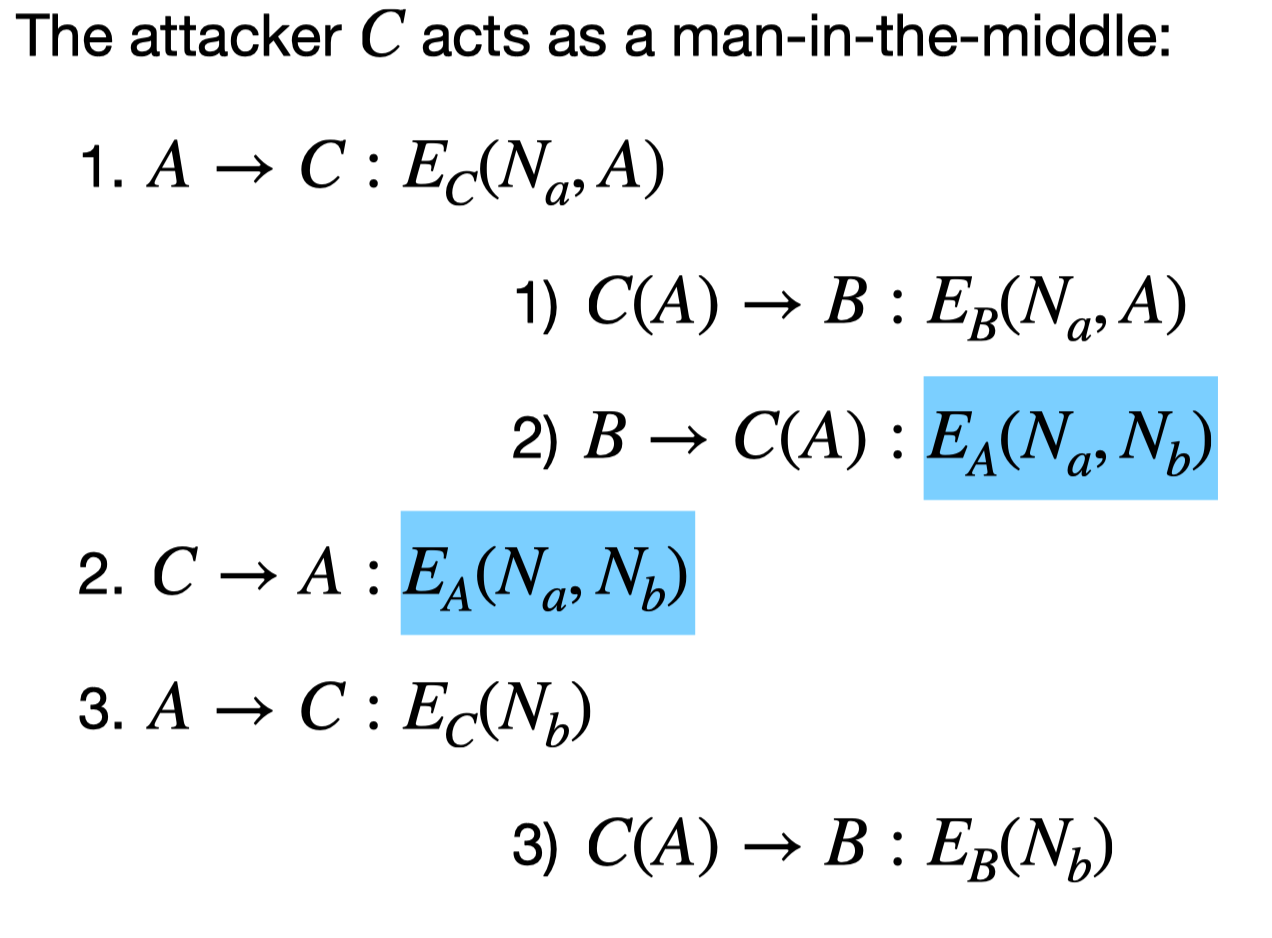 The attacker C acts as a man-in-the-middle:
1. A → C : E_C(N_a, A)
1) C(A) → B : E_B(N_a, A)
2) B → C(A) : E_A(N_a, N_b)
2. C → A : E_A(N_a, N_b)
3. A → C : E_C(N_b)
3) C(A) → B : E_B(N_b)